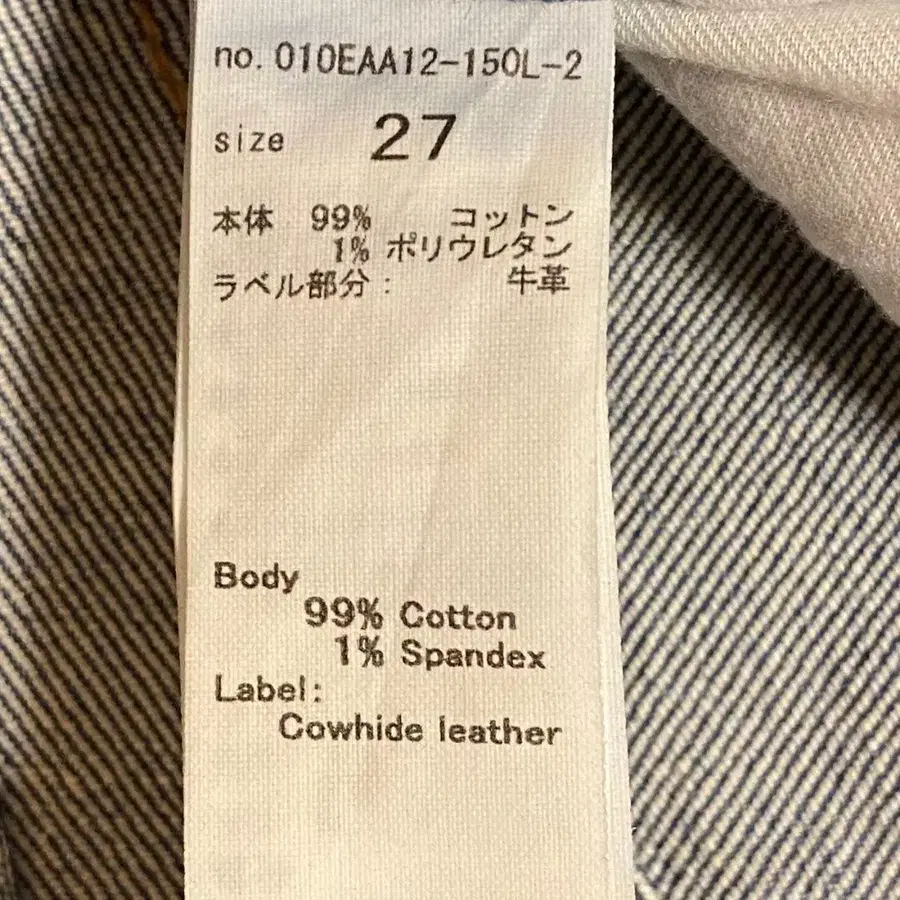 no. 010EAA12-150L-2
size 27
本体 99% コットン
1% ポリウレタン
ラベル部分： 牛革
Body
99% Cotton
1% Spandex
Label:
Cowhide leather